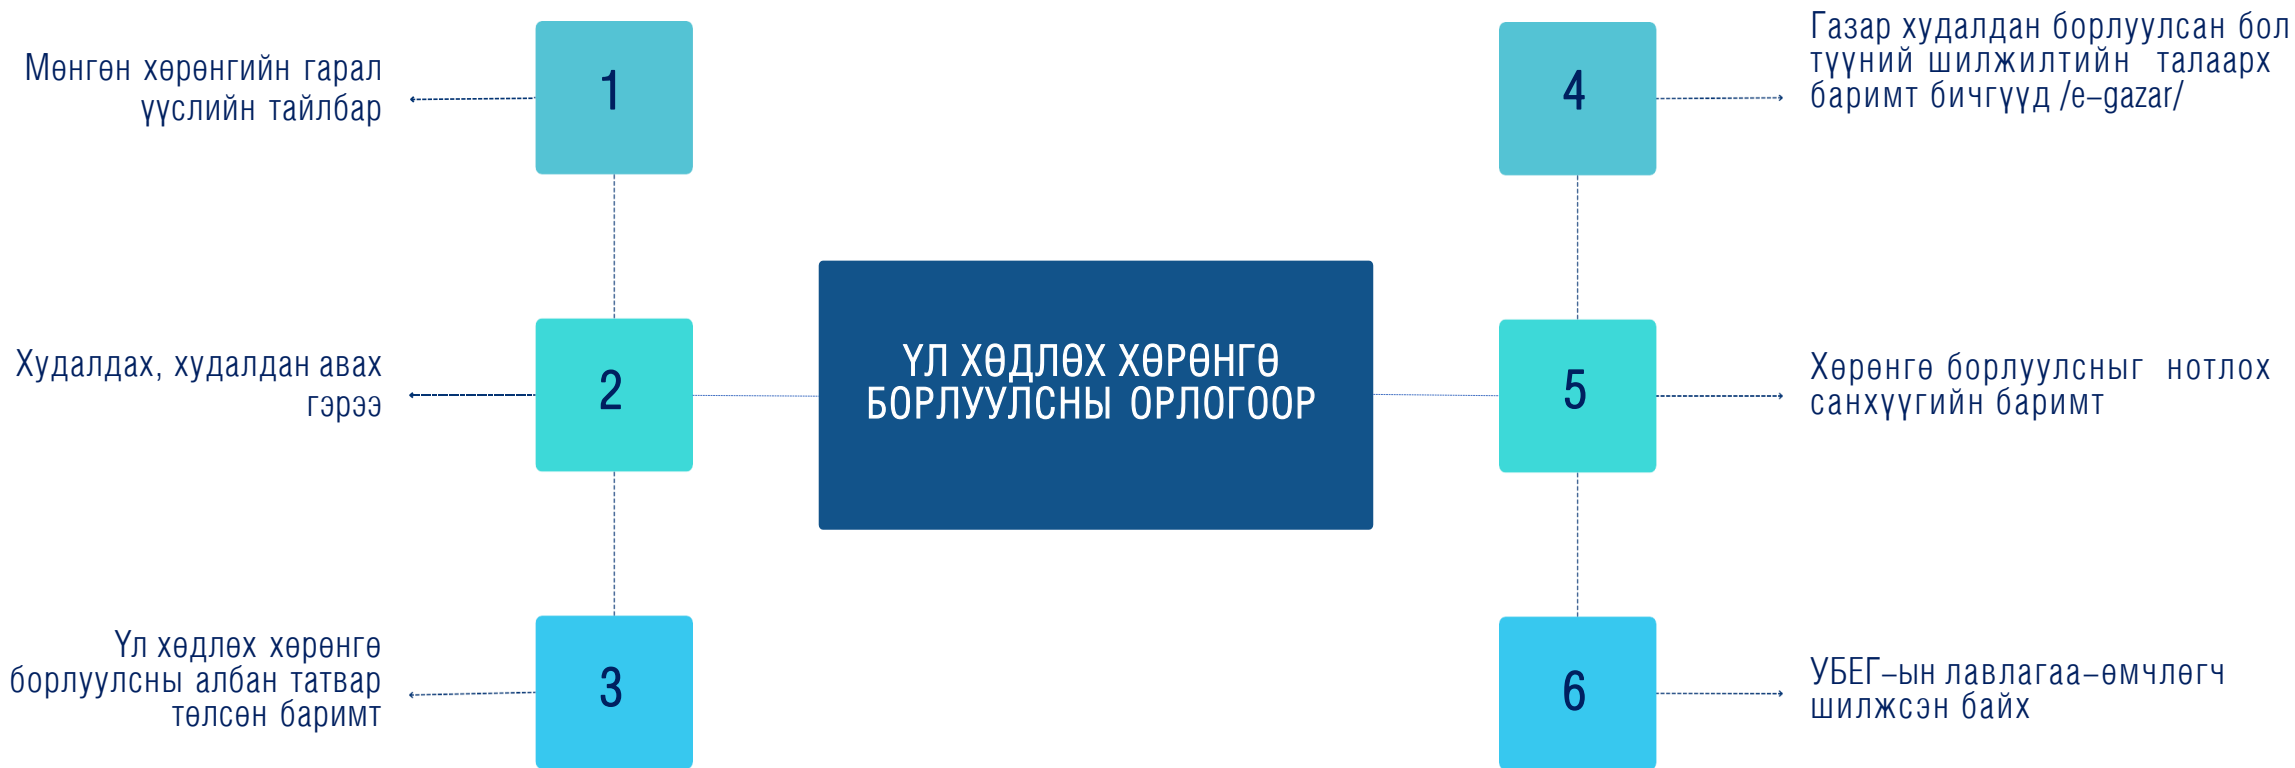 Мөнгөн хөрөнгийн гарал
үүслийн тайлбар
1
Худалдах, худалдан авах
гэрээ
2
Үл хөдлөх хөрөнгө
борлуулсны албан татвар
төлсөн баримт
3
ҮЛ ХӨДЛӨХ ХӨРӨНГӨ
БОРЛУУЛСНЫ ОРЛОГООР
4
Газар худалдан борлуулсан бол
түүний шилжилтийн талаарх
баримт бичгүүд /e-gazar/
5
Хөрөнгө борлуулсныг нотлох
санхүүгийн баримт
6
УБЕГ-ын лавлагаа-өмчлөгч
шилжсэн байх